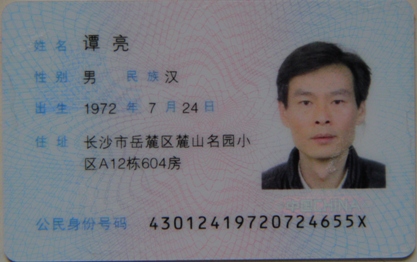 姓名 谭亮
性别 男 民族 汉
出生 1972 年 7 月 24 日
住址 长沙市岳麓区麓山名园小
区A12栋604房
公民身份号码 43012419720724655X